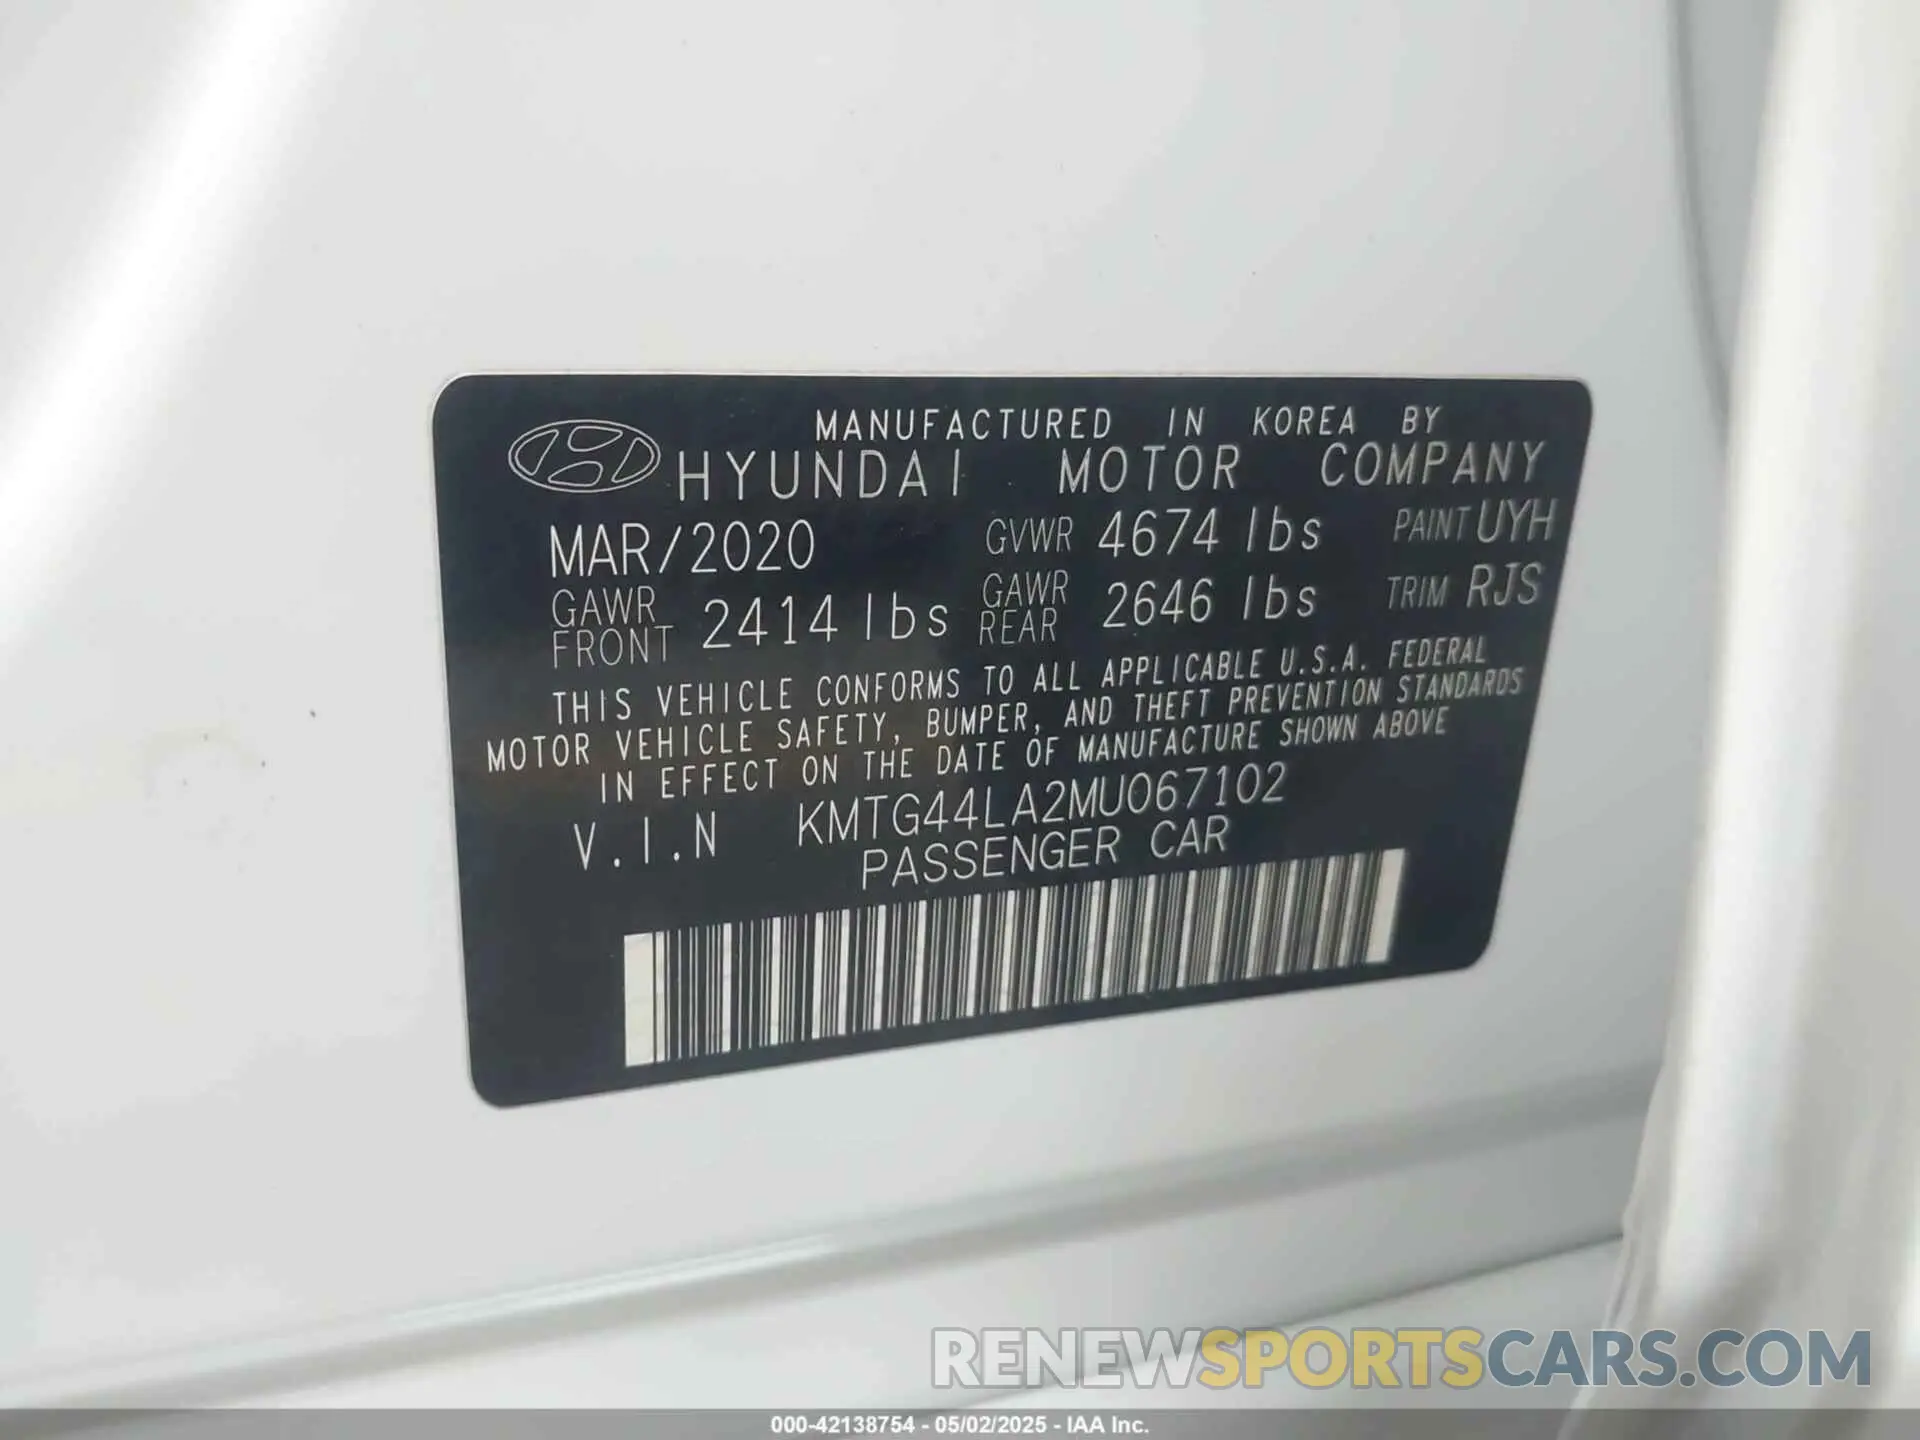 MANUFACTURED IN KOREA BY
HYUNDAI MOTOR COMPANY
MAR/2020 GVWR 4674 lbs PAINT UYH
GAWR FRONT 2414 lbs GAWR REAR 2646 lbs TRIM RJS
THIS VEHICLE CONFORMS TO ALL APPLICABLE U.S.A. FEDERAL
MOTOR VEHICLE SAFETY, BUMPER, AND THEFT PREVENTION STANDARDS
IN EFFECT ON THE DATE OF MANUFACTURE SHOWN ABOVE
V.I.N KMTG44LA2MU067102
PASSENGER CAR
RENEWSPORTSCARS.COM
000-42138754 - 05/02/2025 - IAA Inc.